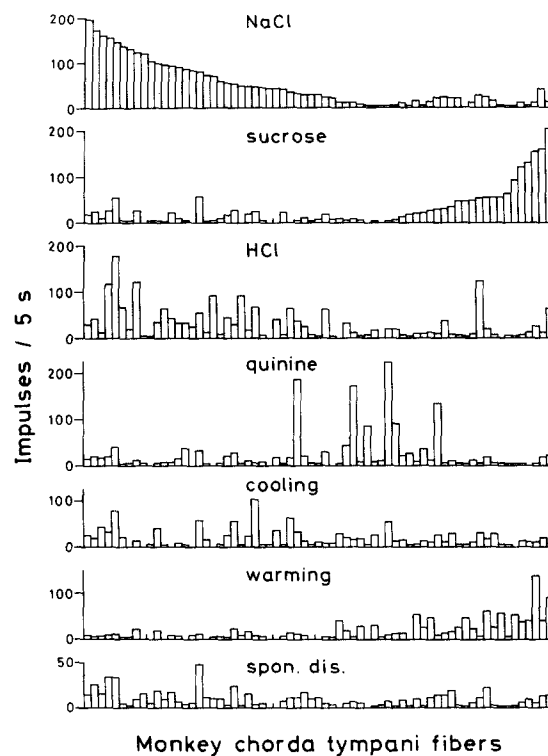 NaCl
200
100
0
sucrose
200
100
0
HCl
200
100
0
quinine
200
100
0
cooling
100
0
warming
100
0
spon. dis.
50
0
Impulses / 5 s
Monkey chorda tympani fibers